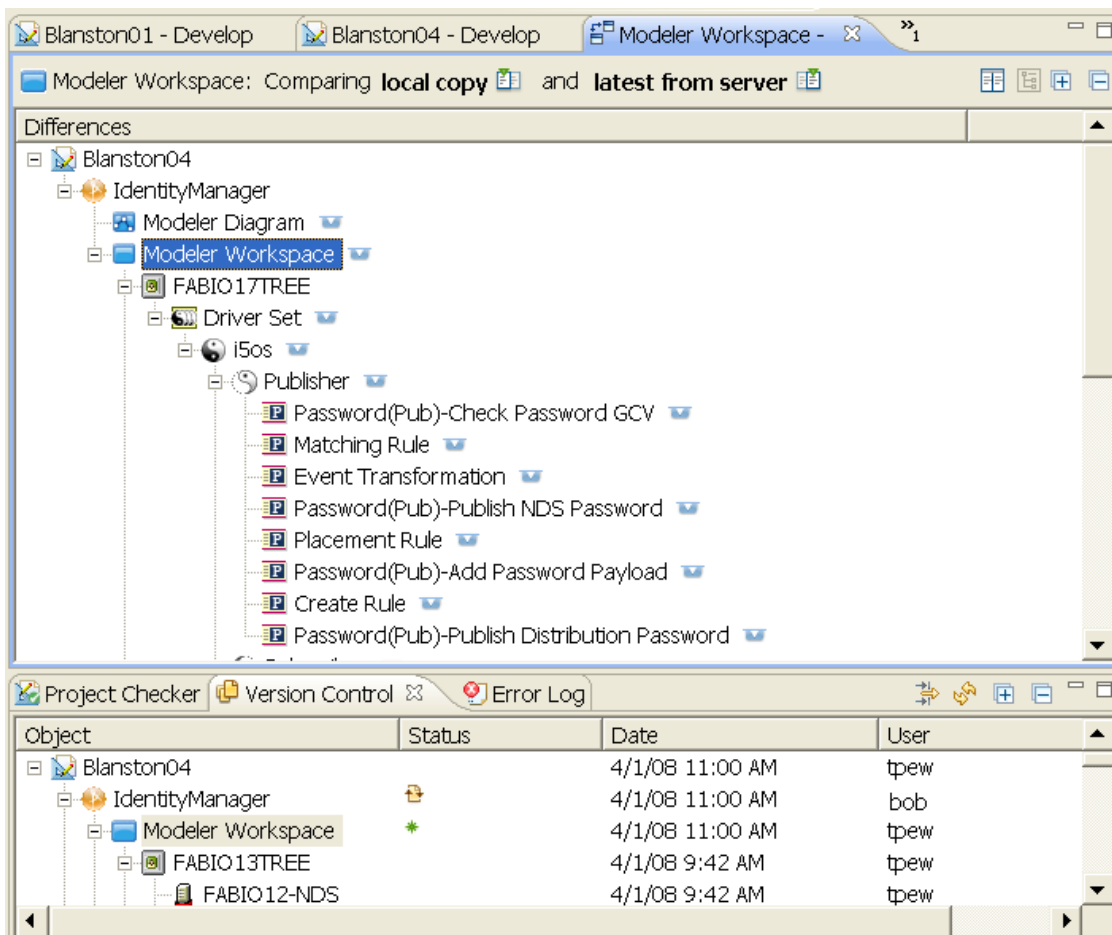 Blanston01 - Develop Blanston04 - Develop Modeler Workspace - »1
Modeler Workspace: Comparing local copy and latest from server
Differences
Blanston04
IdentityManager
Modeler Diagram
Modeler Workspace
FABIO17TREE
Driver Set
i5os
Publisher
Password(Pub)-Check Password GCV
Matching Rule
Event Transformation
Password(Pub)-Publish NDS Password
Placement Rule
Password(Pub)-Add Password Payload
Create Rule
Password(Pub)-Publish Distribution Password
Project Checker Version Control Error Log
Object Status Date User
Blanston04 4/1/08 11:00 AM tpew
IdentityManager 4/1/08 11:00 AM bob
Modeler Workspace 4/1/08 11:00 AM tpew
FABIO13TREE 4/1/08 9:42 AM tpew
FABIO12-NDS 4/1/08 9:42 AM tpew